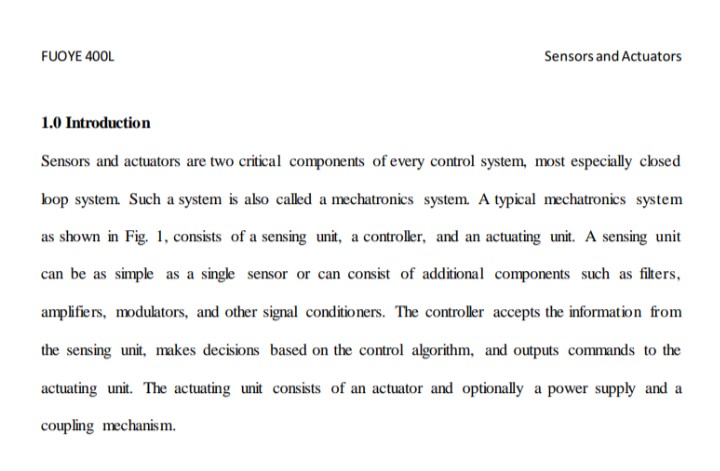 FUOYE 400L
Sensors and Actuators
1.0 Introduction
Sensors and actuators are two critical components of every control system, most especially closed
loop system. Such a system is also called a mechatronics system. A typical mechatronics system
as shown in Fig. 1, consists of a sensing unit, a controller, and an actuating unit. A sensing unit
can be as simple as a single sensor or can consist of additional components such as filters,
amplifiers, modulators, and other signal conditioners. The controller accepts the information from
the sensing unit, makes decisions based on the control algorithm, and outputs commands to the
actuating unit. The actuating unit consists of an actuator and optionally a power supply and a
coupling mechanism.